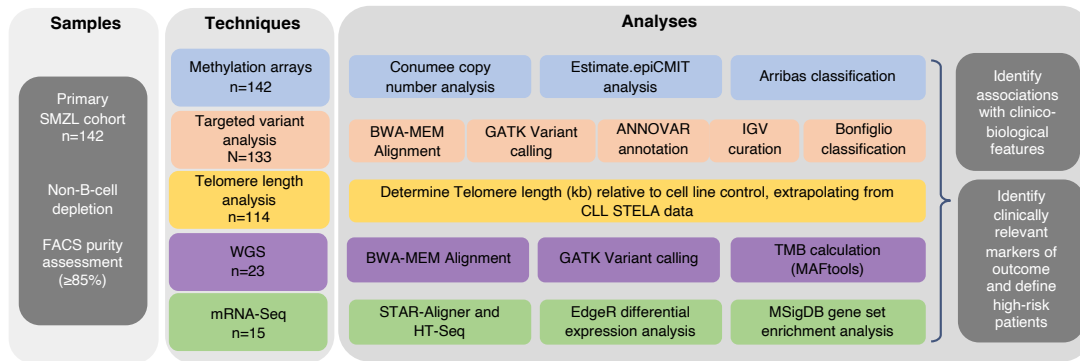 Samples
Primary
SMZL cohort
n=142
Non-B-cell
depletion
FACS purity
assessment
(≥85%)
Techniques
Methylation arrays
n=142
Targeted variant
analysis
N=133
Telomere length
analysis
n=114
WGS
n=23
mRNA-Seq
n=15
Analyses
Conumee copy
number analysis
Estimate.epiCMIT
analysis
Arribas classification
BWA-MEM
Alignment
GATK Variant
calling
ANNOVAR
annotation
IGV
curation
Bonfiglio
classification
Determine Telomere length (kb) relative to cell line control, extrapolating from
CLL STELA data
BWA-MEM Alignment
GATK Variant calling
TMB calculation
(MAFtools)
STAR-Aligner and
HT-Seq
EdgeR differential
expression analysis
MSigDB gene set
enrichment analysis
Identify
associations
with clinico-
biological
features
Identify
clinically
relevant
markers of
outcome
and define
high-risk
patients